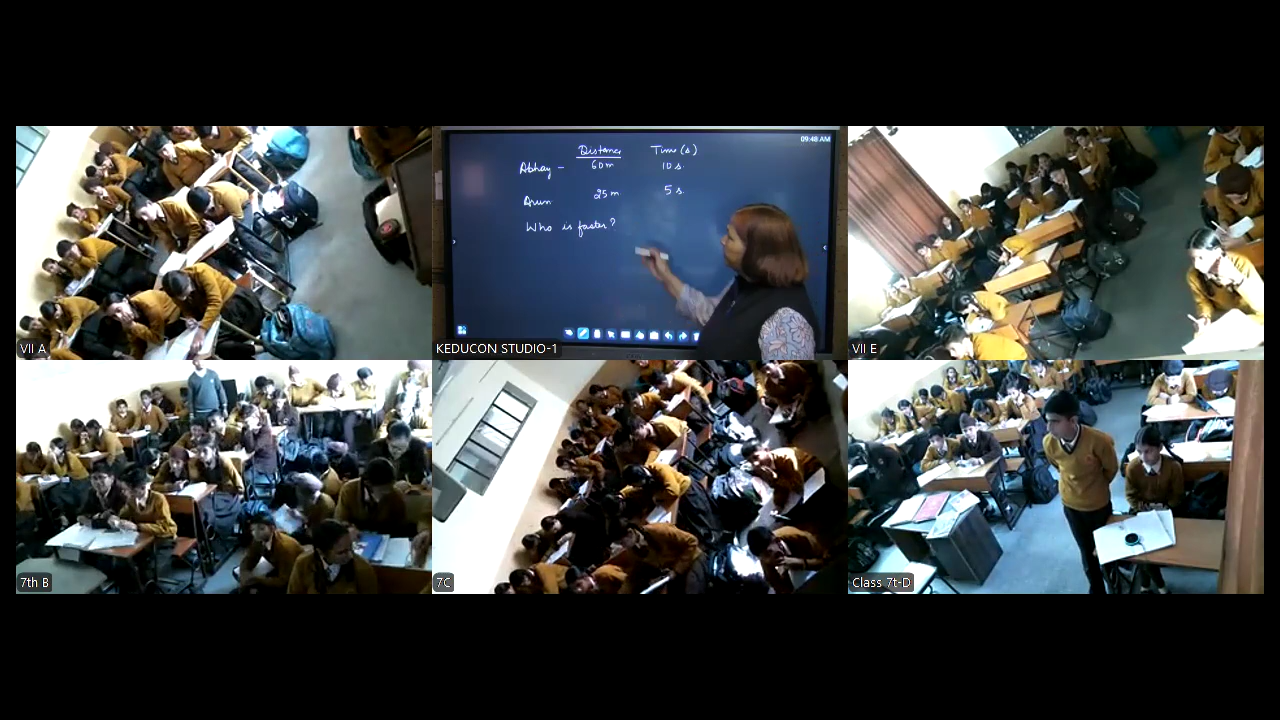 09:48 AM
Distance Time (s)
Abhay - 60m 10 s.
Arun 25 m 5 s.
Who is faster?
VII A
KEDUCON STUDIO-1
VII E
7th B
7C
Class 7t-D